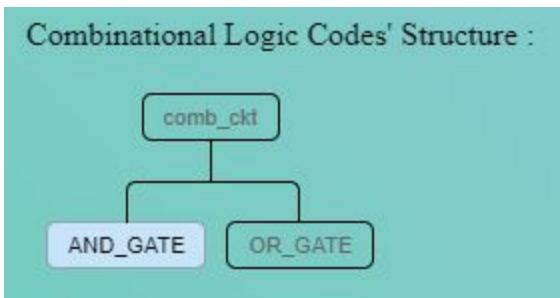 Combinational Logic Codes' Structure :
comb_ckt
AND_GATE
OR_GATE